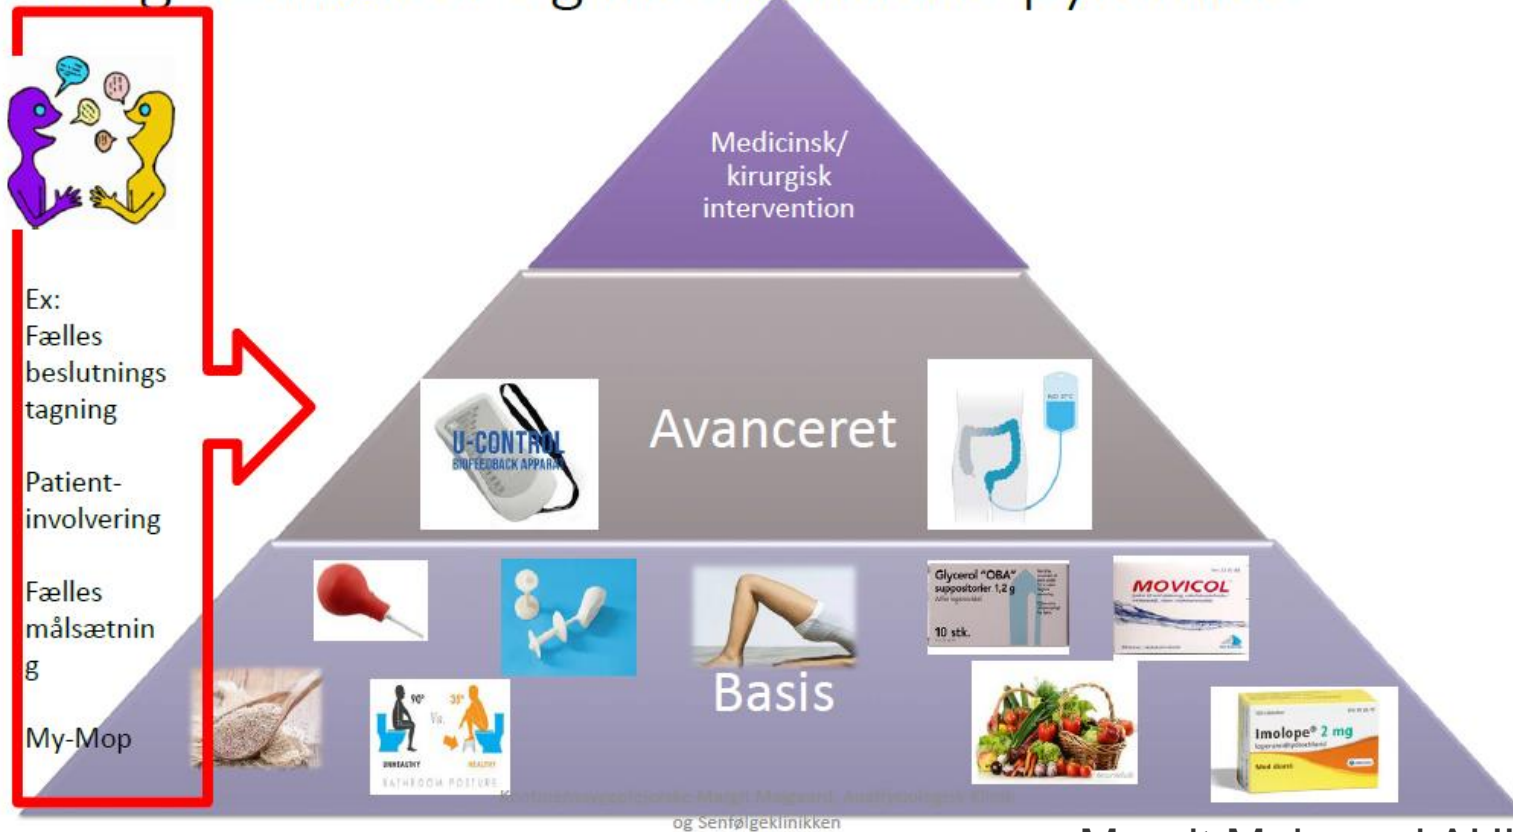 Medicinsk/
kirurgisk
intervention
Ex:
Fælles
beslutnings
tagning
Patient-
involvering
Fælles
målsætnin
g
My-Mop
U-CONTROL
BIOFEEDBACK APPARAT
Avanceret
Glycerol "OBA"
suppositorier 1,2 g
10 stk.
MOVICOL
Basis
90°
Vs.
35°
UNHEALTHY
HEALTHY
BATHROOM POSTURE
Imolope® 2 mg
og Senfølgeklinikken